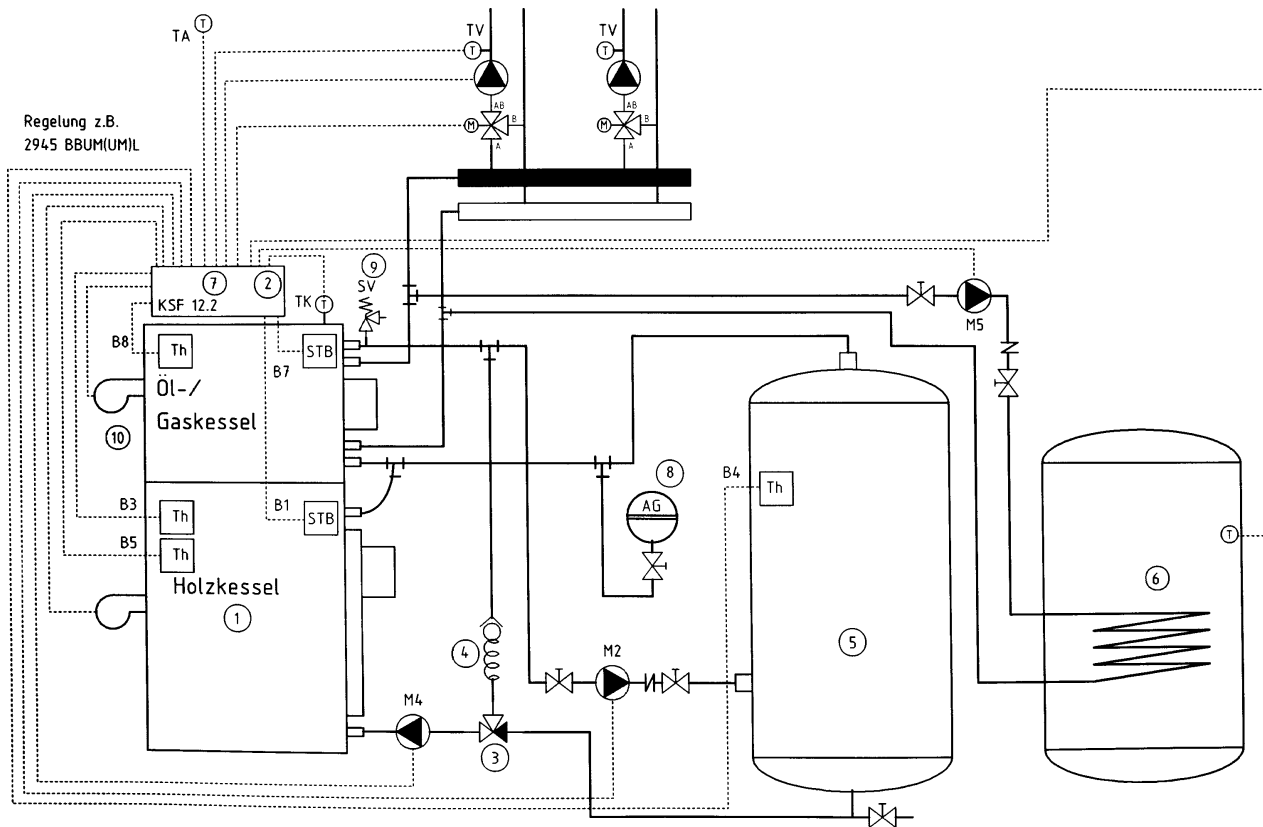 TA
T
TV
T
TV
T
AB
M
B
A
AB
M
B
A
Regelung z.B.
2945 BBUM(UM)L
7
2
KSF 12.2
9
SV
TK
T
M5
B8
Th
STB
B7
Öl-/
Gaskessel
10
B4
Th
8
AG
B3
Th
B1
STB
B5
Th
T
Holzkessel
1
6
4
M2
5
M4
3